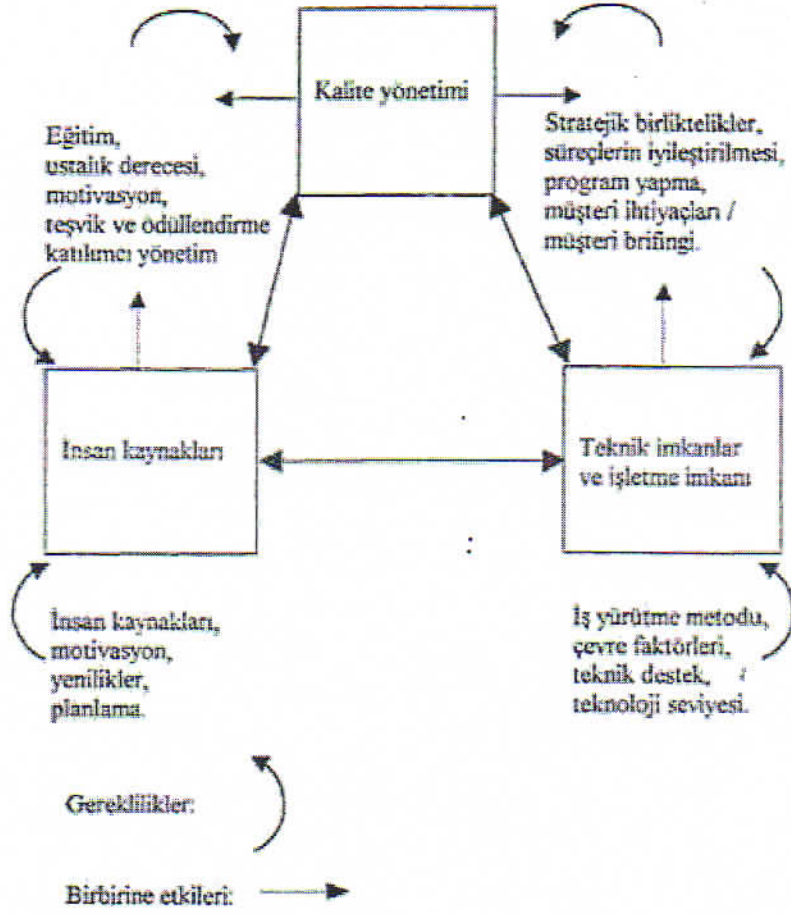 Kalite yönetimi
Eğitim,
ustalık derecesi,
motivasyon,
teşvik ve ödüllendirme
katılımcı yönetim
Stratejik birliktelikler,
süreçlerin iyileştirilmesi,
program yapma,
müşteri ihtiyaçları /
müşteri brifingi.
İnsan kaynakları
Teknik imkanlar
ve işletme imkanı
İnsan kaynakları,
motivasyon,
yenilikler,
planlama.
İş yürütme metodu,
çevre faktörleri,
teknik destek,
teknoloji seviyesi.
Gereklilikler:
Birbirine etkileri: